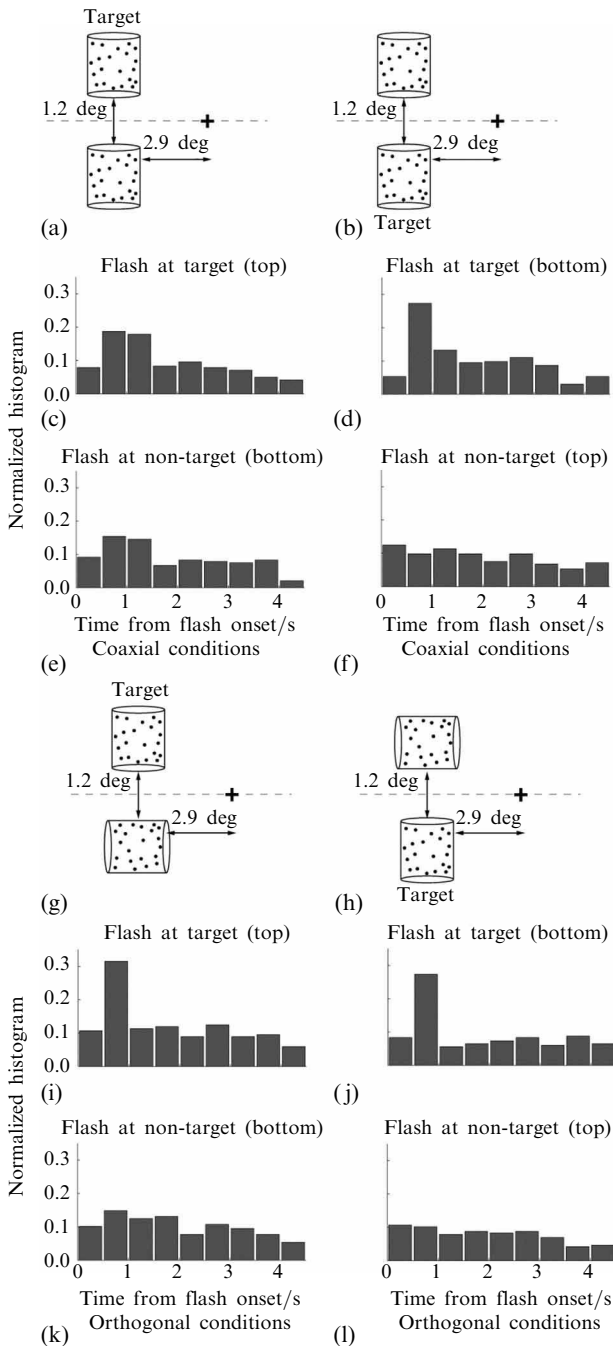 Target
1.2 deg
2.9 deg
(a)
1.2 deg
2.9 deg
Target
(b)
Normalized histogram
Flash at target (top)
0.3
0.2
0.1
0.0
(c)
Flash at target (bottom)
(d)
Flash at non-target (bottom)
0.3
0.2
0.1
0.0
0 1 2 3 4
Time from flash onset/s
(e) Coaxial conditions
Flash at non-target (top)
0 1 2 3 4
Time from flash onset/s
(f) Coaxial conditions
Target
1.2 deg
2.9 deg
(g)
1.2 deg
2.9 deg
Target
(h)
Normalized histogram
Flash at target (top)
0.3
0.2
0.1
0.0
(i)
Flash at target (bottom)
(j)
Flash at non-target (bottom)
0.3
0.2
0.1
0.0
0 1 2 3 4
Time from flash onset/s
(k) Orthogonal conditions
Flash at non-target (top)
0 1 2 3 4
Time from flash onset/s
(l) Orthogonal conditions